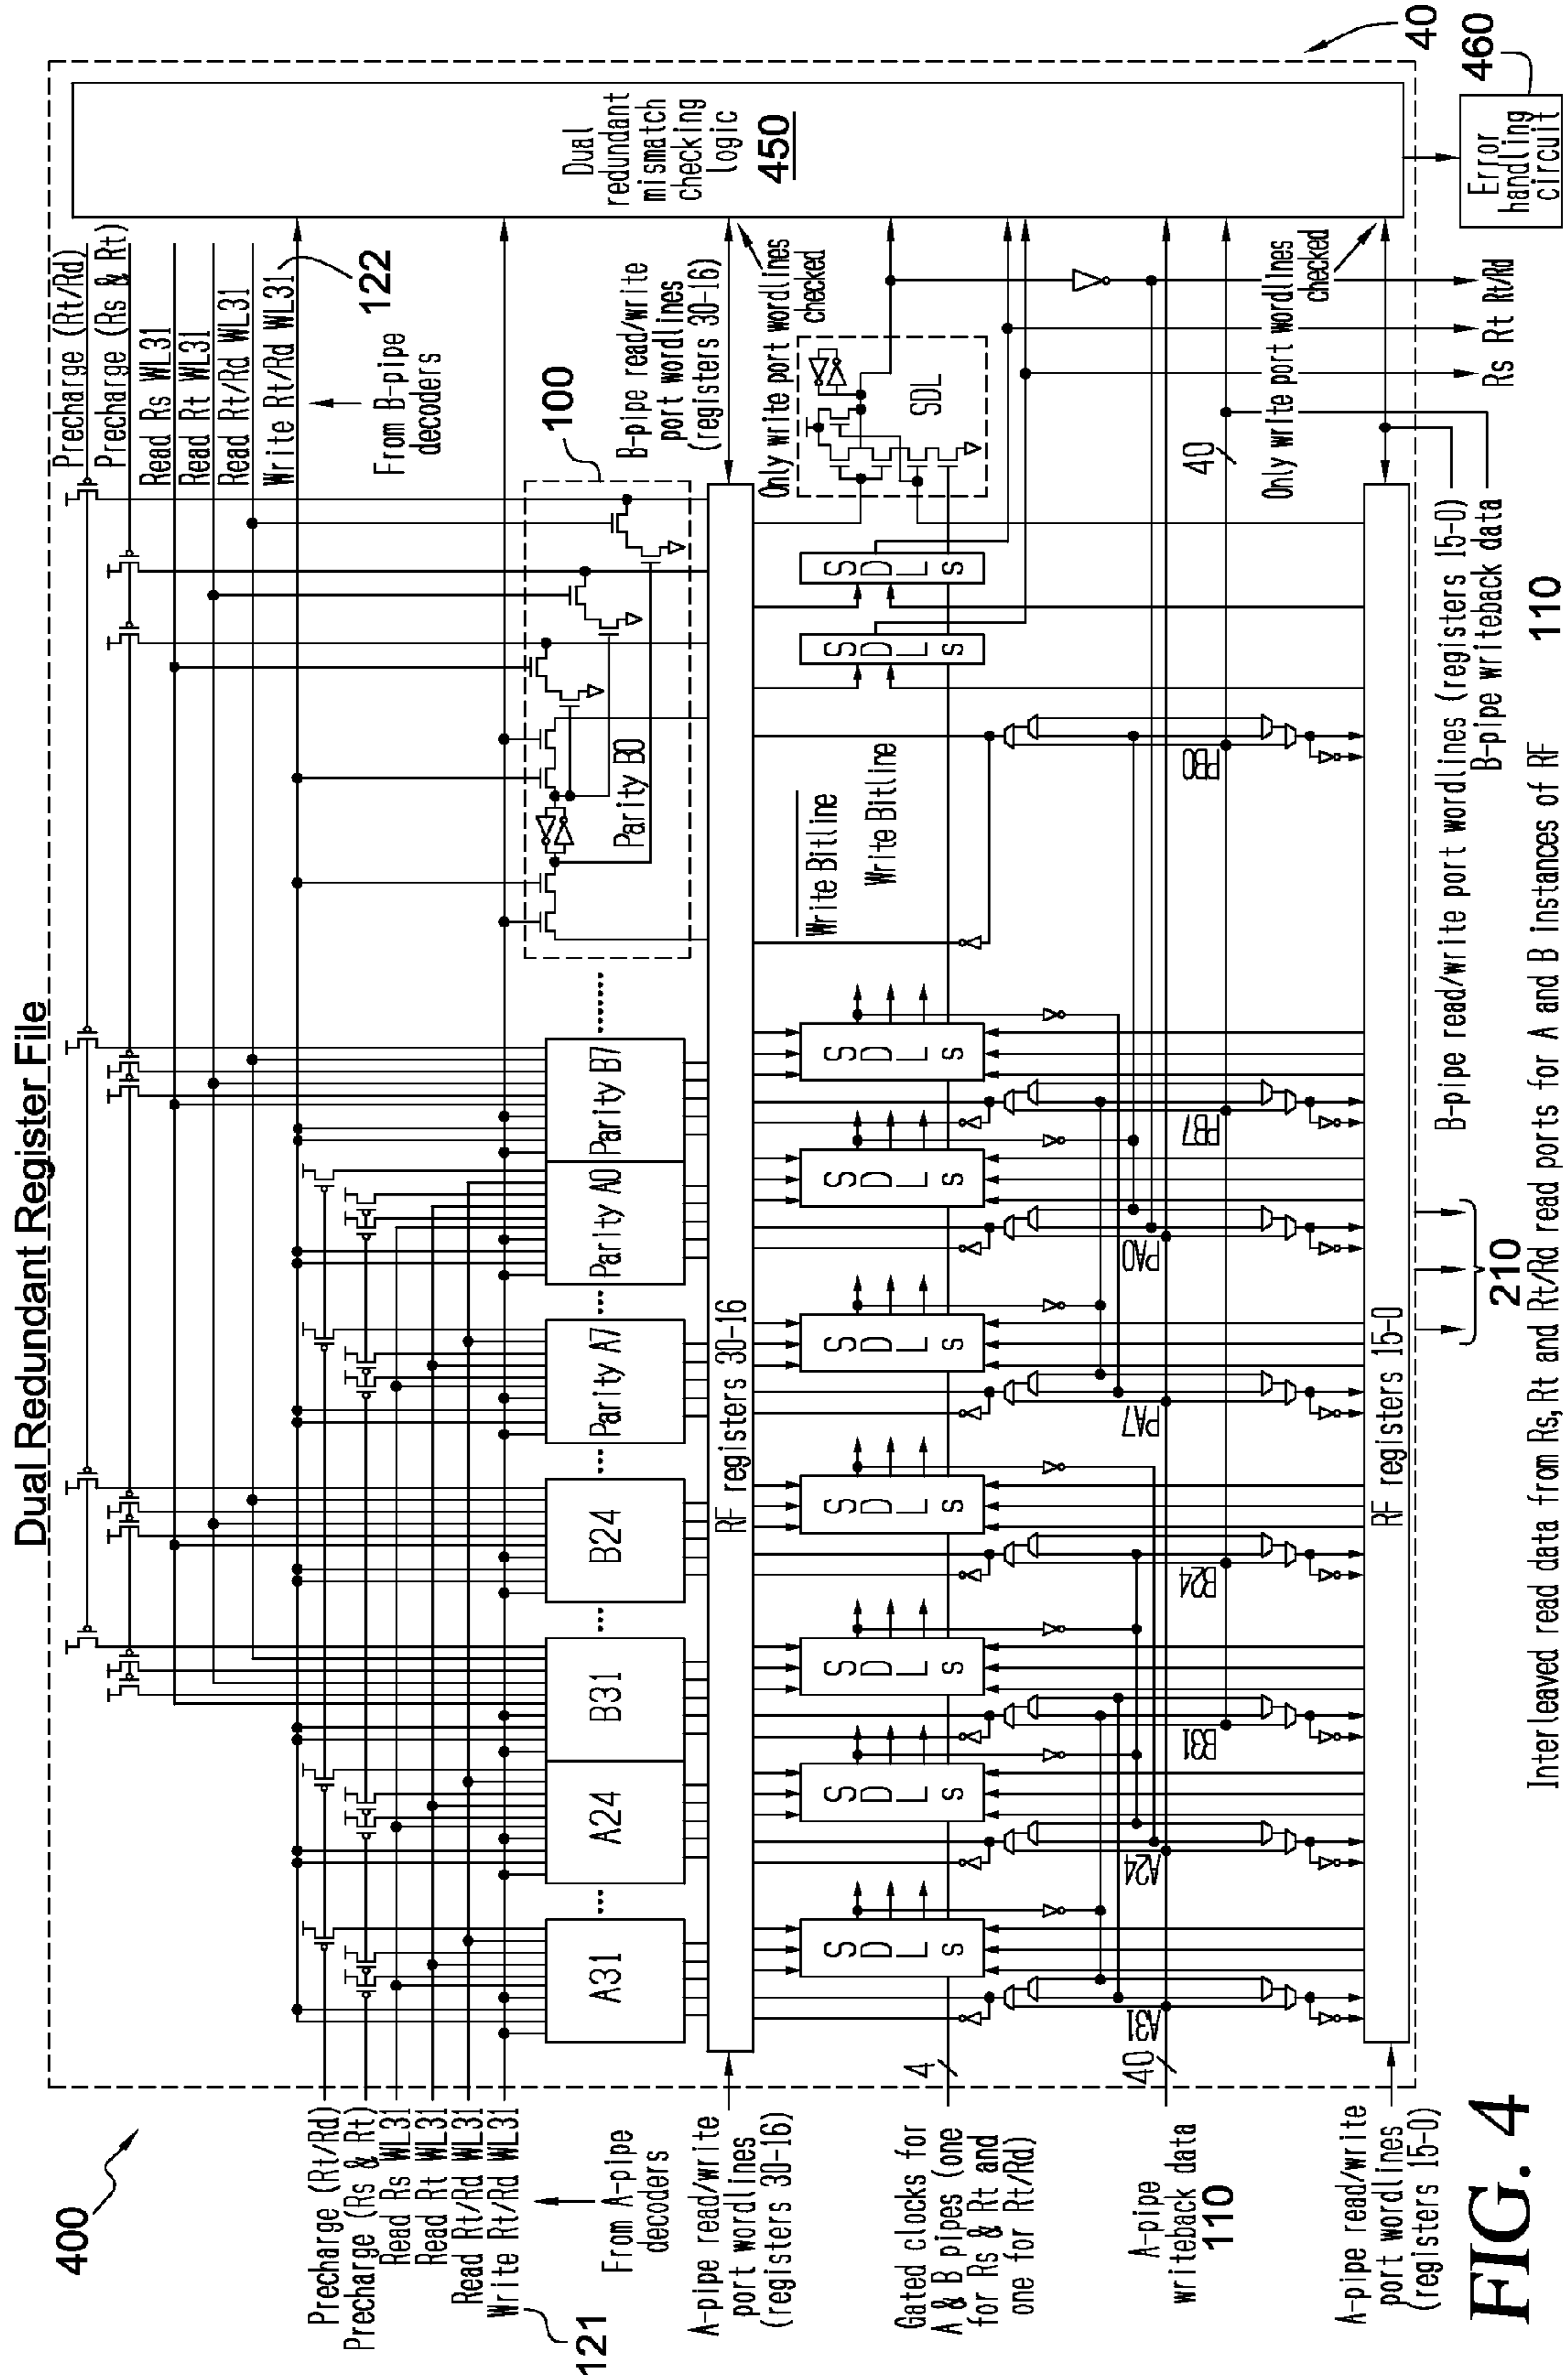 Dual Redundant Register File
400
Precharge (Rt/Rd)
Precharge (Rs & Rt)
Read Rs WL31
Read Rt WL31
Read Rt/Rd WL31
Write Rt/Rd WL31
121
From A-pipe
decoders
A-pipe read/write
port wordlines
(registers 30-16)
Gated clocks for
A & B pipes (one
for Rs & Rt and
one for Rt/Rd)
4
A-pipe
writeback data
110
40
A-pipe read/write
port wordlines
(registers 15-0)
Precharge (Rt/Rd)
Precharge (Rs & Rt)
Read Rs WL31
Read Rt WL31
Read Rt/Rd WL31
Write Rt/Rd WL31
122
From B-pipe
decoders
100
B-pipe read/write
port wordlines
(registers 30-16)
Only write port wordlines
checked
Dual
redundant
mismatch
checking
logic
450
A31
...
A24
B31
...
B24
...
Parity A7
...
Parity A0
Parity B7
.......
Parity B0
RF registers 30-16
SDLs
SDLs
SDLs
SDLs
SDLs
SDLs
SDLs
SDLs
SDLs
SDL
Write Bitline
Write Bitline
A31
A24
B31
B24
PA7
PA0
PB7
PB0
40
Only write port wordlines
checked
RF registers 15-0
Rs
Rt
Rt/Rd
40
Error
handling
circuit
460
B-pipe read/write port wordlines (registers 15-0)
B-pipe writeback data
110
210
Interleaved read data from Rs, Rt and Rt/Rd read ports for A and B instances of RF
FIG. 4